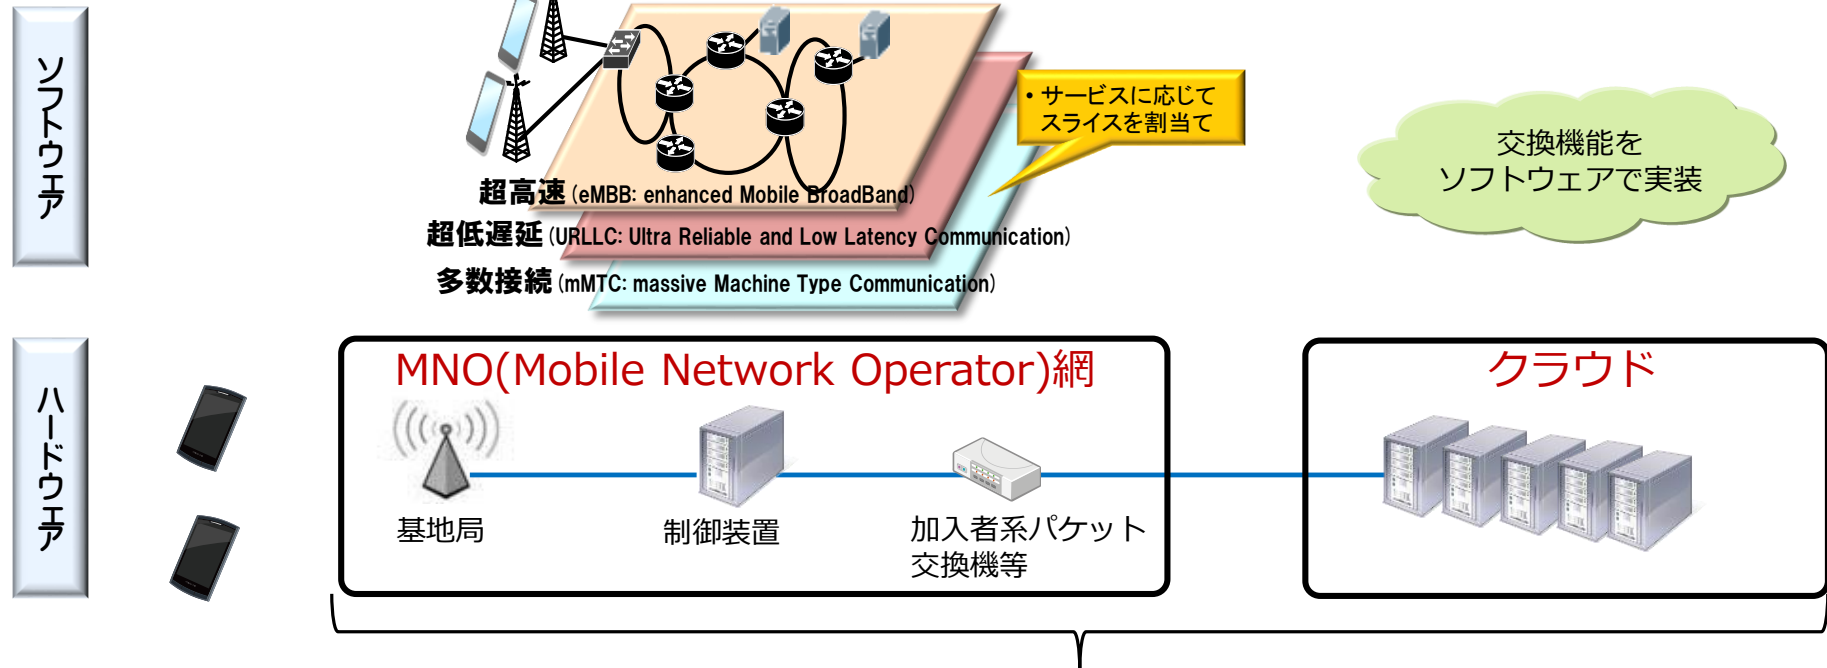 ソフトウェア
・サービスに応じて
スライスを割当て
交換機能を
ソフトウェアで実装
超高速(eMBB: enhanced Mobile BroadBand)
超低遅延(URLLC: Ultra Reliable and Low Latency Communication)
多数接続(mMTC: massive Machine Type Communication)
ハードウェア
MNO(Mobile Network Operator)網
クラウド
基地局
制御装置
加入者系パケット
交換機等